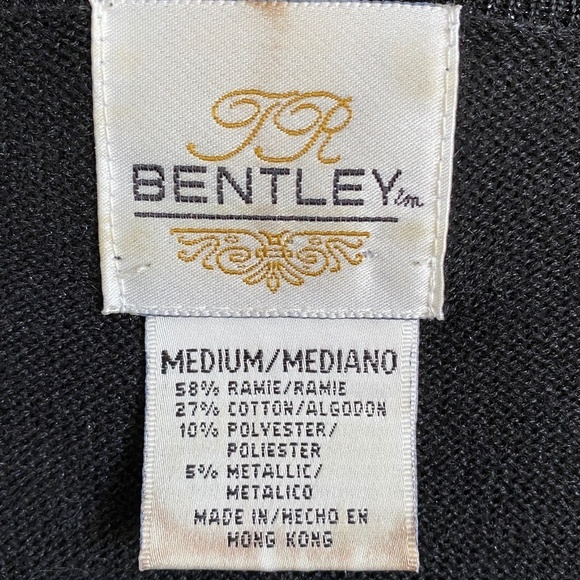 TR
BENTLEY tm
MEDIUM/MEDIANO
58% RAMIE/RAMIE
27% COTTON/ALGODON
10% POLYESTER/
POLIESTER
5% METALLIC/
METALICO
MADE IN/HECHO EN
HONG KONG